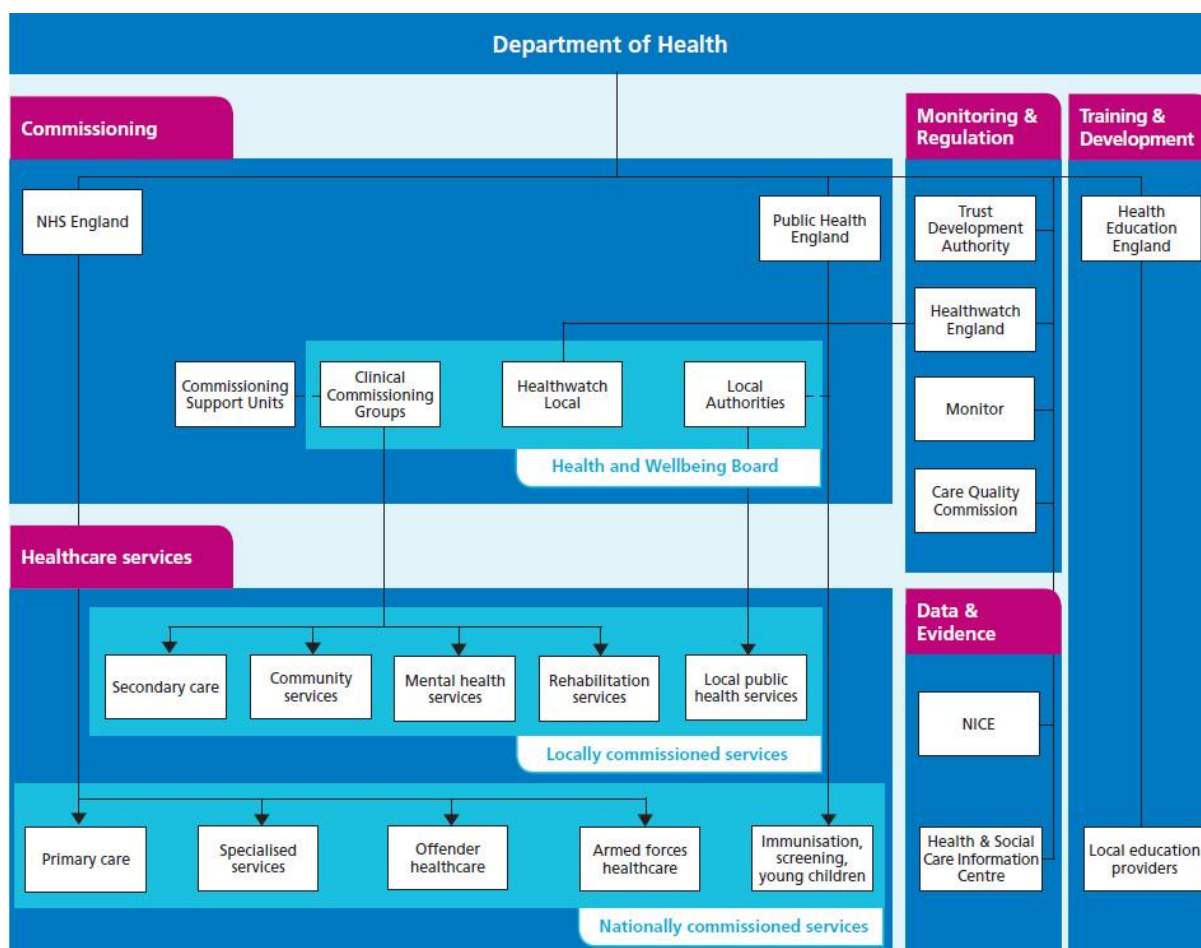 Department of Health
Commissioning
Monitoring &
Regulation
Training &
Development
NHS England
Public Health
England
Trust
Development
Authority
Health
Education
England
Healthwatch
England
Commissioning
Support Units
Clinical
Commissioning
Groups
Healthwatch
Local
Local
Authorities
Monitor
Health and Wellbeing Board
Care Quality
Commission
Healthcare services
Data &
Evidence
Secondary care
Community
services
Mental health
services
Rehabilitation
services
Local public
health services
NICE
Locally commissioned services
Primary care
Specialised
services
Offender
healthcare
Armed forces
healthcare
Immunisation,
screening,
young children
Health & Social
Care Information
Centre
Local education
providers
Nationally commissioned services